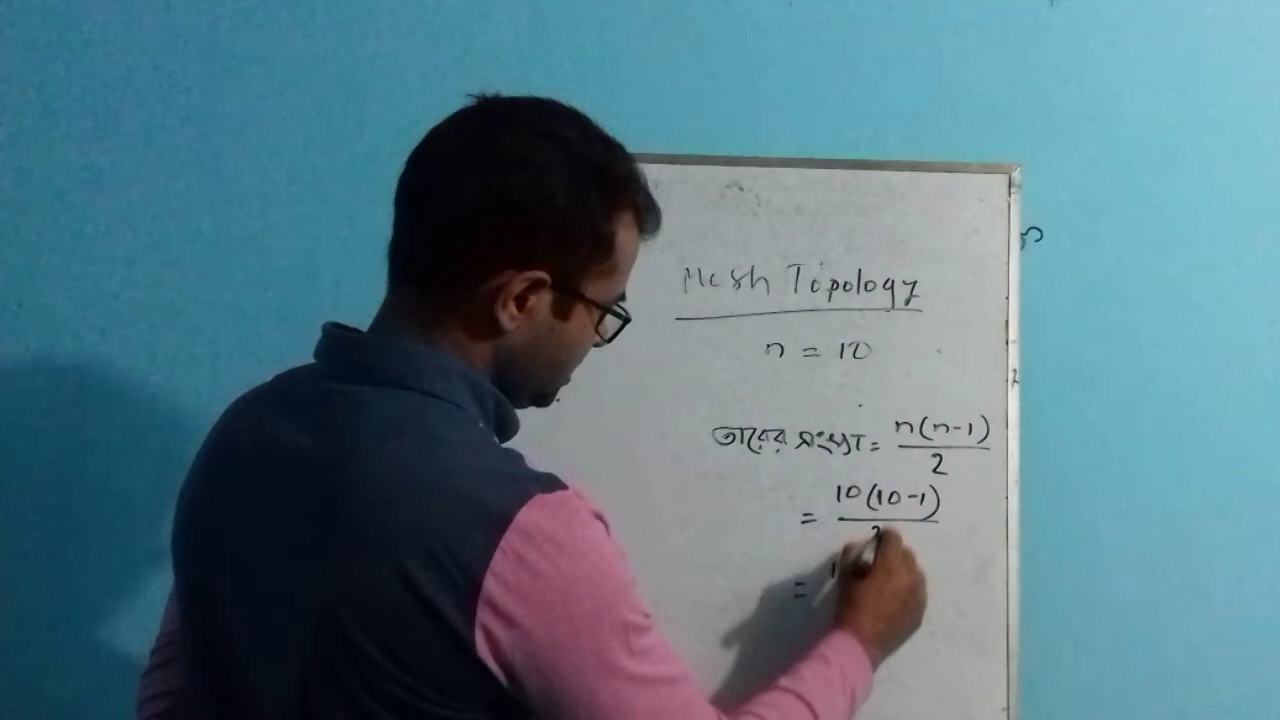 Mesh Topology
n = 10
তারের সংখ্যা = n(n-1)/2
= 10(10-1)/2
=